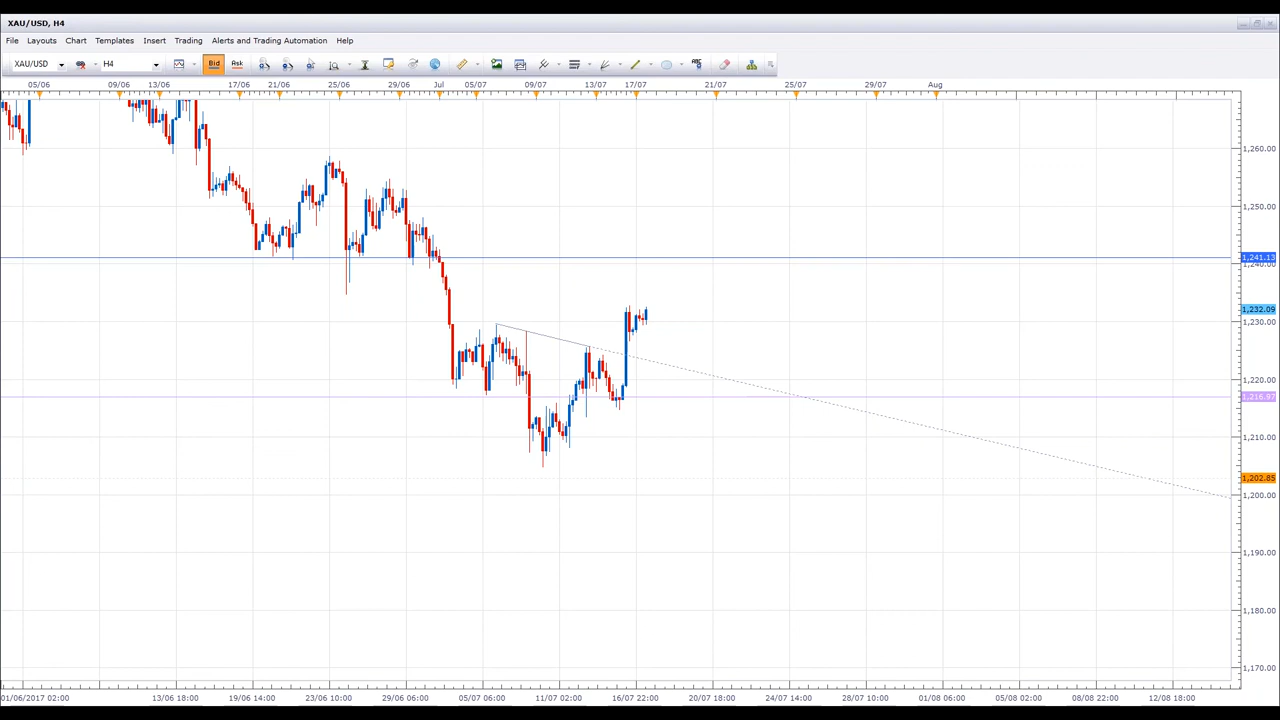 XAU/USD, H4
File Layouts Chart Templates Insert Trading Alerts and Trading Automation Help
XAU/USD H4 Bid Ask ABC
05/06 09/06 13/06 17/06 21/06 25/06 29/06 Jul 05/07 09/07 13/07 17/07 21/07 25/07 29/07 Aug
1,260.00
1,250.00
1,241.13
1,240.00
1,232.09
1,230.00
1,220.00
1,216.97
1,210.00
1,202.85
1,200.00
1,190.00
1,180.00
1,170.00
01/06/2017 02:00 13/06 18:00 19/06 14:00 23/06 10:00 29/06 06:00 05/07 06:00 11/07 02:00 16/07 22:00 20/07 18:00 24/07 14:00 28/07 10:00 01/08 06:00 05/08 02:00 08/08 22:00 12/08 18:00